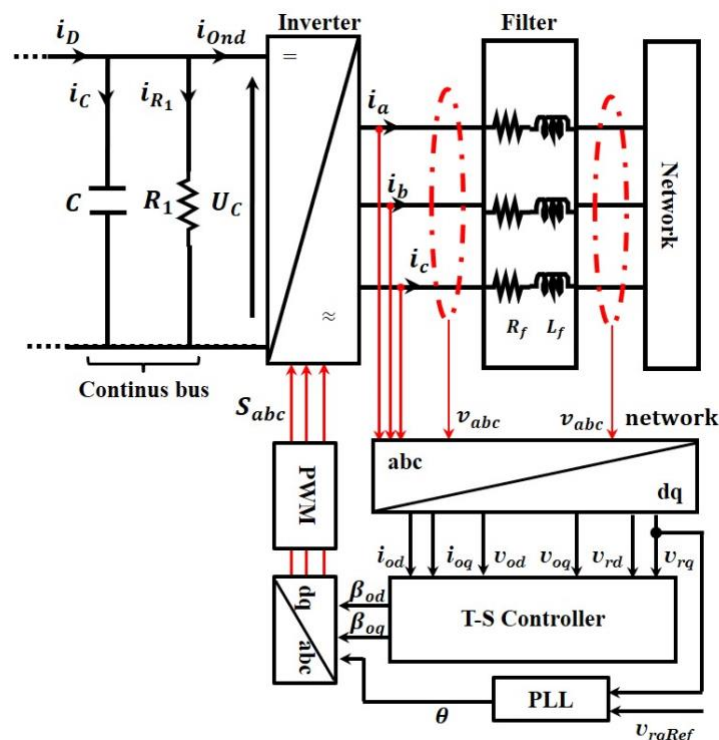 Inverter
Filter
i_D
i_Ond
=
i_C
i_R₁
i_a
C
R₁
U_C
i_b
Network
i_c
≈
R_f
L_f
Continus bus
S_abc
v_abc
v_abc
network
abc
PWM
dq
i_od
i_oq
v_od
v_oq
v_rd
v_rq
dq
β_od
T-S Controller
β_oq
abc
PLL
θ
v_rqRef